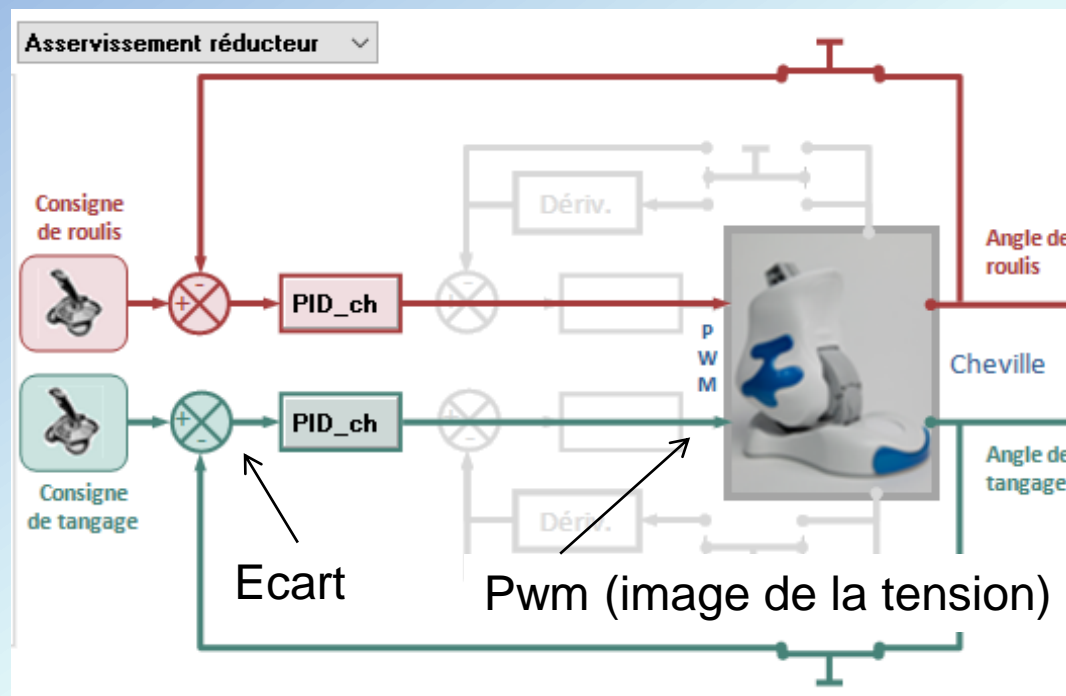 Asservissement réducteur
Consigne
de roulis
Dériv.
Angle de
roulis
PID_ch
P
W
M
Cheville
PID_ch
Consigne
de tangage
Angle de
tangage
Dériv.
Ecart
Pwm (image de la tension)